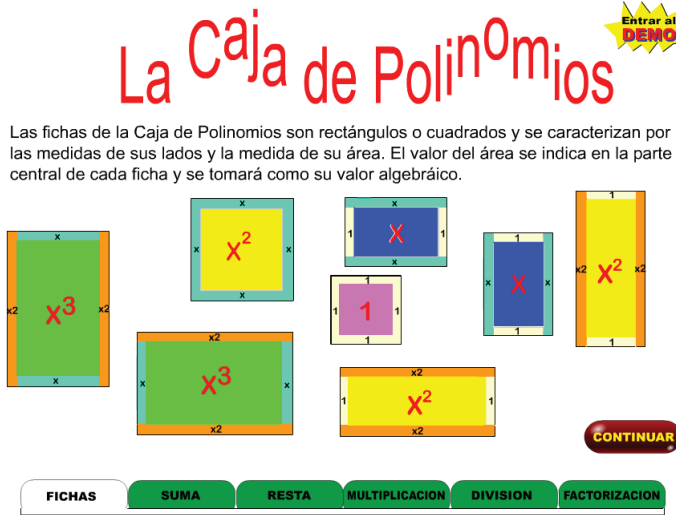 Entrar al
DEMO
La Caja de Polinomios
Las fichas de la Caja de Polinomios son rectángulos o cuadrados y se caracterizan por
las medidas de sus lados y la medida de su área. El valor del área se indica en la parte
central de cada ficha y se tomará como su valor algebráico.
x
x2 x³ x2
x
x
x x² x
x
x
1 x 1
x
1
1 1 1
1
1
x x x
1
1
x2 x² x2
1
x2
x x³ x
x2
x2
1 x² 1
x2
CONTINUAR
FICHAS SUMA RESTA MULTIPLICACION DIVISION FACTORIZACION